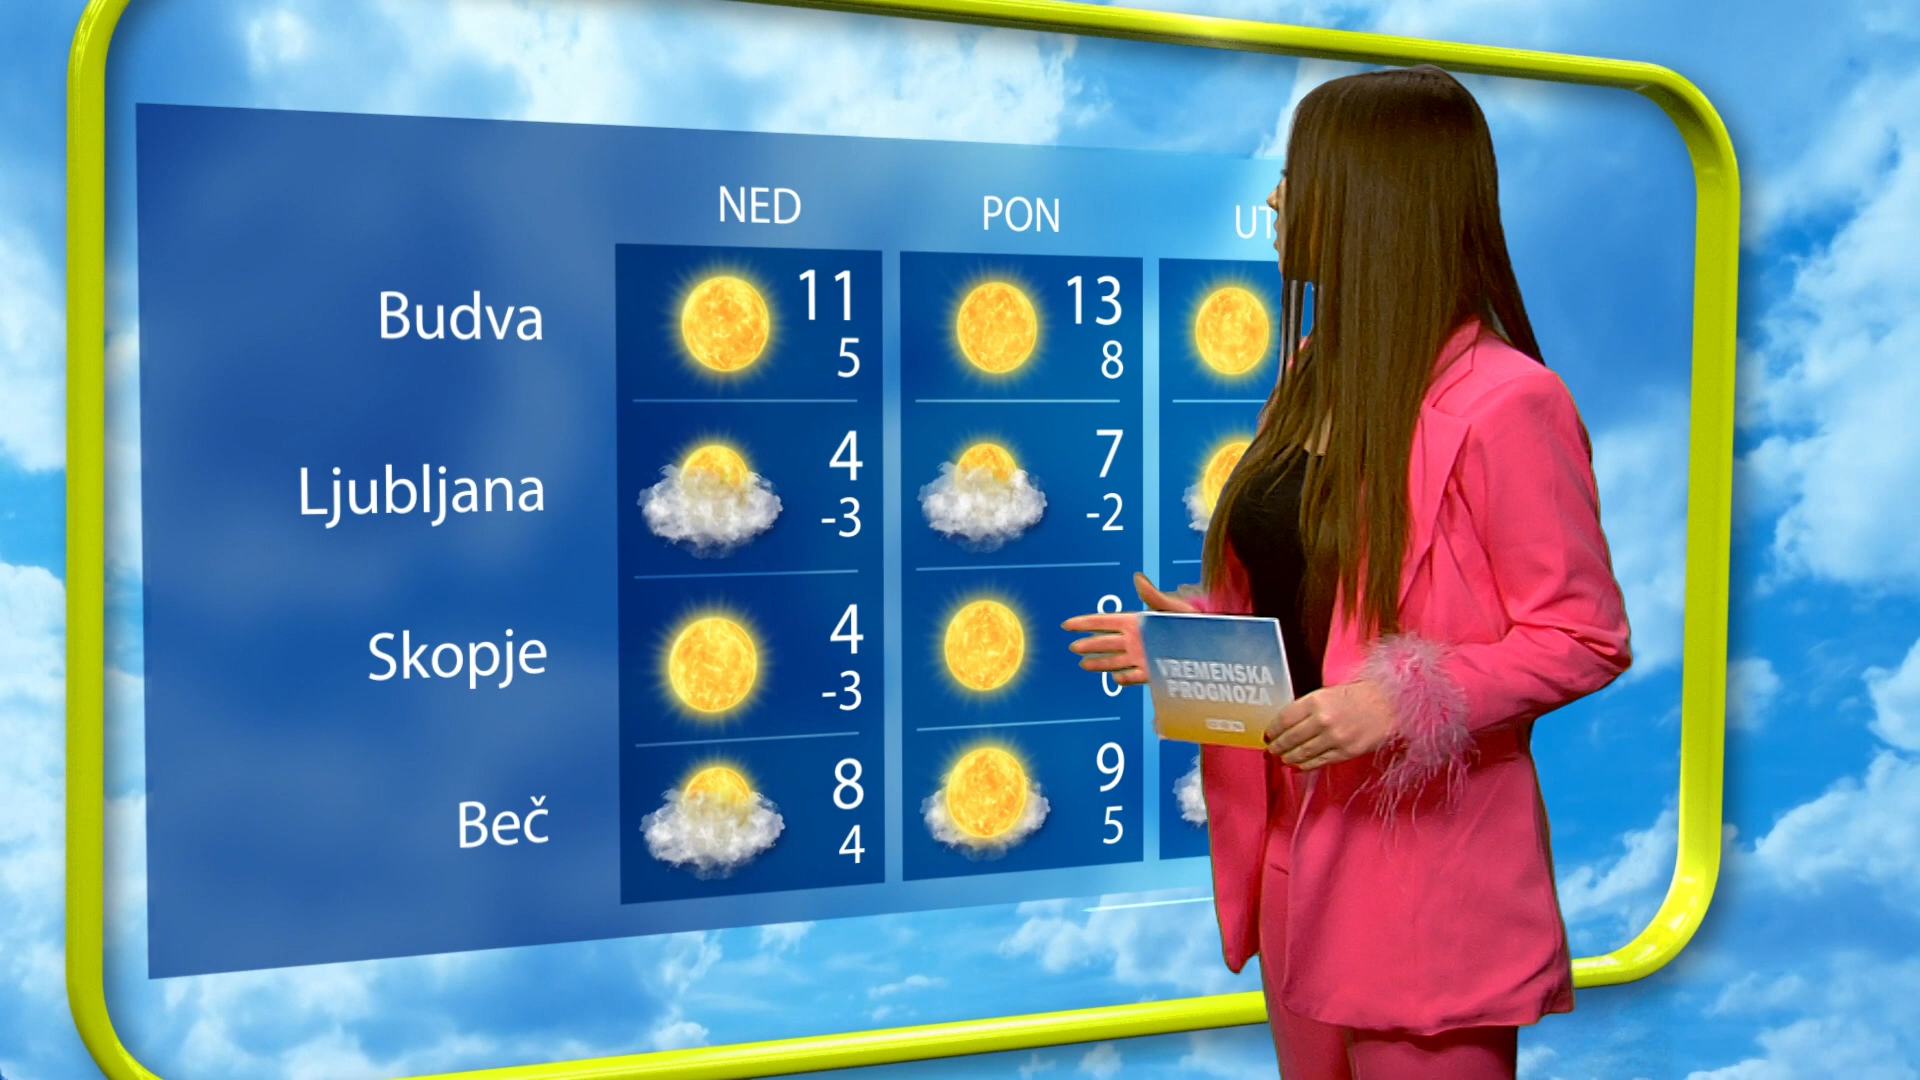 NED PON UT
Budva 11 13
5 8
Ljubljana 4 7
-3 -2
Skopje 4
-3
Beč 8 9
4 5
VREMENSKA
PROGNOZA